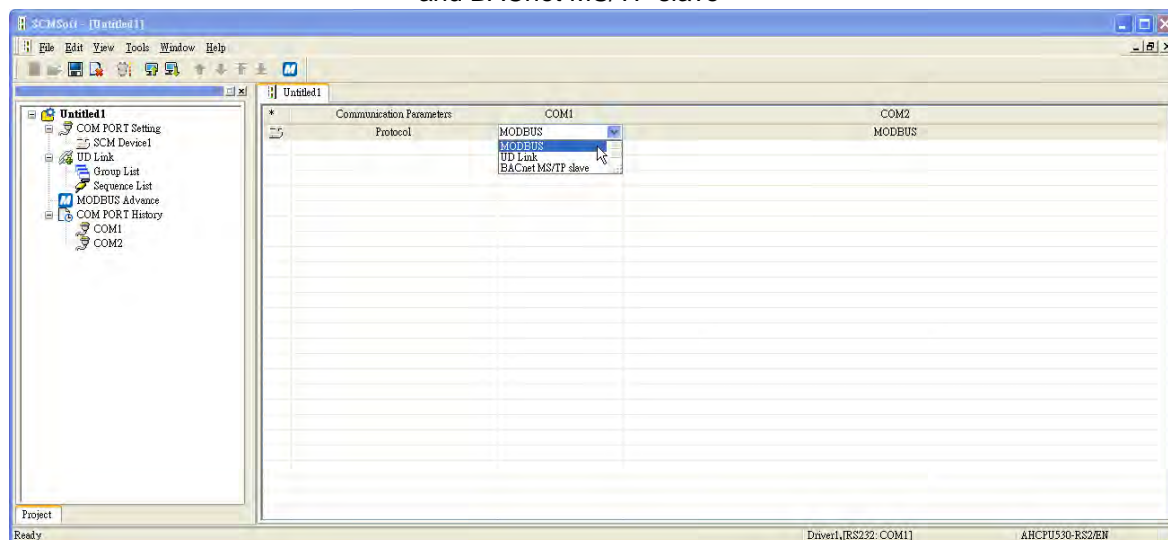 and BACnet MS/TP slave
SCMSoft - [Untitled1]
File Edit View Tools Window Help
Untitled1
Untitled1
COM PORT Setting
SCM Device1
UD Link
Group List
Sequence List
MODBUS Advance
COM PORT History
COM1
COM2
* Communication Parameters COM1 COM2
Protocol MODBUS MODBUS
MODBUS
UD Link
BACnet MS/TP slave
Project
Ready Driver1,[RS232: COM1] AHCPU530-RS2/EN